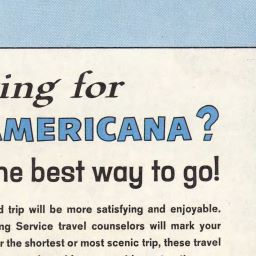 ing for
AMERICANA?
he best way to go!
d trip will be more satisfying and enjoyable.
ng Service travel counselors will mark your
r the shortest or most scenic trip, these travel